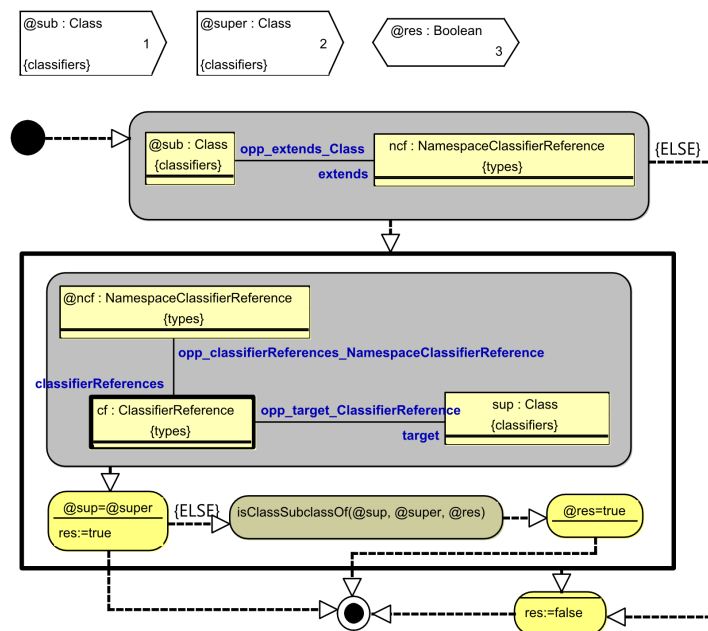 @sub : Class
1
{classifiers}
@super : Class
2
{classifiers}
@res : Boolean
3
@sub : Class
{classifiers}
opp_extends_Class
extends
ncf : NamespaceClassifierReference
{types}
{ELSE}
@ncf : NamespaceClassifierReference
{types}
opp_classifierReferences_NamespaceClassifierReference
classifierReferences
cf : ClassifierReference
{types}
opp_target_ClassifierReference
target
sup : Class
{classifiers}
@sup=@super
res:=true
{ELSE}
isClassSubclassOf(@sup, @super, @res)
@res=true
res:=false